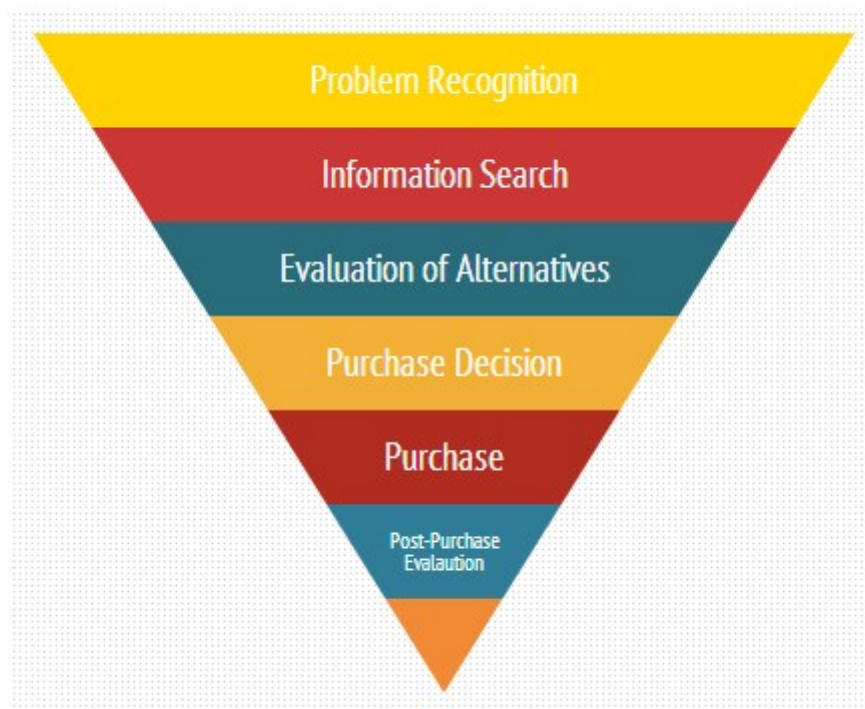 Problem Recognition
Information Search
Evaluation of Alternatives
Purchase Decision
Purchase
Post-Purchase
Evalaution